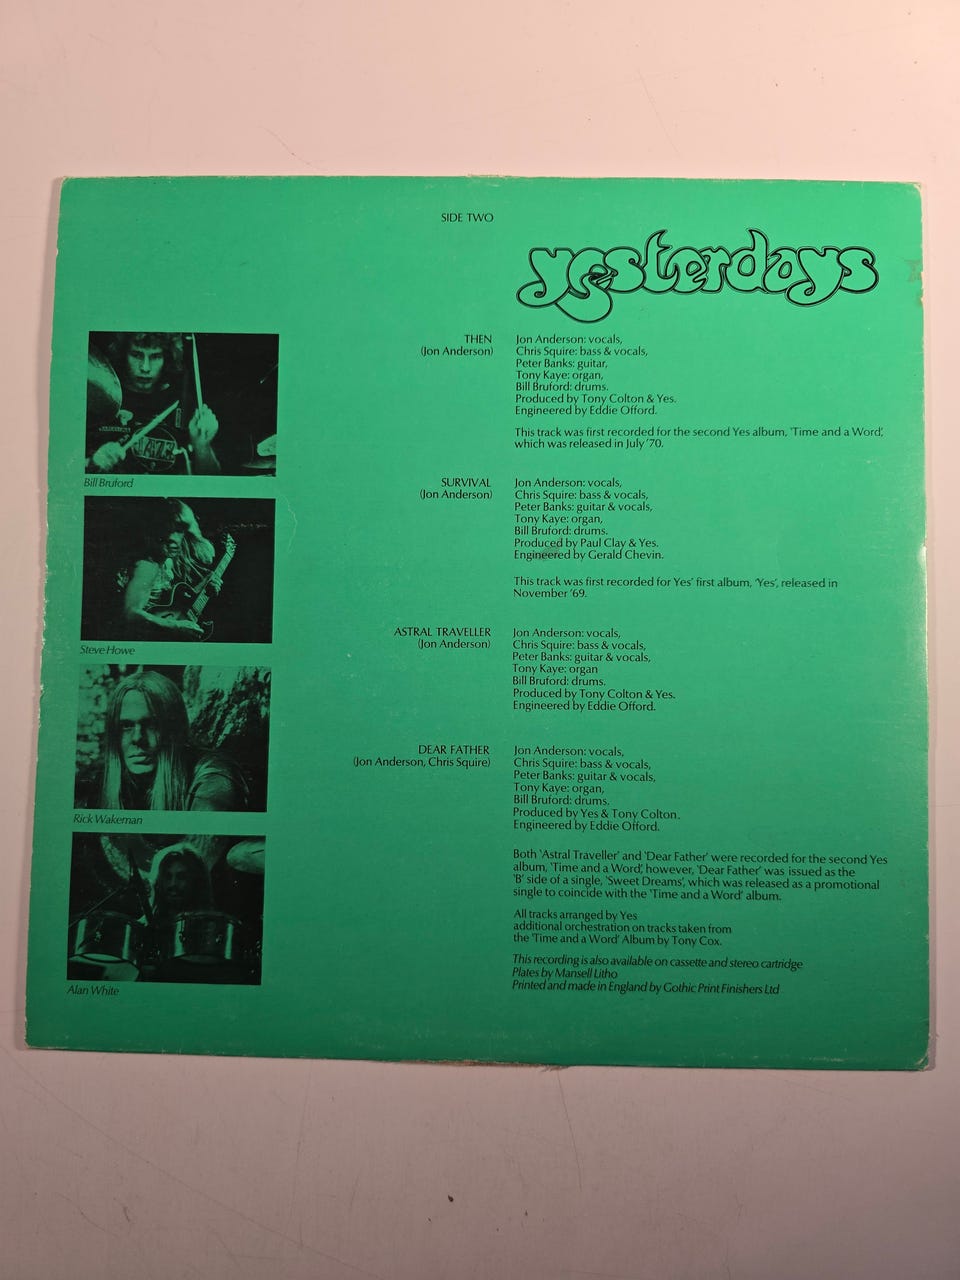 SIDE TWO
yesterdays
THEN
(Jon Anderson)
Jon Anderson: vocals,
Chris Squire: bass & vocals,
Peter Banks: guitar,
Tony Kaye: organ,
Bill Bruford: drums.
Produced by Tony Colton & Yes.
Engineered by Eddie Offord.
This track was first recorded for the second Yes album, 'Time and a Word',
which was released in July '70.
Bill Bruford
SURVIVAL
(Jon Anderson)
Jon Anderson: vocals,
Chris Squire: bass & vocals,
Peter Banks: guitar & vocals,
Tony Kaye: organ,
Bill Bruford: drums.
Produced by Paul Clay & Yes.
Engineered by Gerald Chevin.
This track was first recorded for Yes' first album, 'Yes', released in
November '69.
Steve Howe
ASTRAL TRAVELLER
(Jon Anderson)
Jon Anderson: vocals,
Chris Squire: bass & vocals,
Peter Banks: guitar & vocals,
Tony Kaye: organ
Bill Bruford: drums.
Produced by Tony Colton & Yes.
Engineered by Eddie Offord.
Rick Wakeman
DEAR FATHER
(Jon Anderson, Chris Squire)
Jon Anderson: vocals,
Chris Squire: bass & vocals,
Peter Banks: guitar & vocals,
Tony Kaye: organ,
Bill Bruford: drums.
Produced by Yes & Tony Colton.
Engineered by Eddie Offord.
Both 'Astral Traveller' and 'Dear Father' were recorded for the second Yes
album, 'Time and a Word', however, 'Dear Father' was issued as the
'B' side of a single, 'Sweet Dreams', which was released as a promotional
single to coincide with the 'Time and a Word' album.
All tracks arranged by Yes
additional orchestration on tracks taken from
the 'Time and a Word' Album by Tony Cox.
This recording is also available on cassette and stereo cartridge
Plates by Mansell Litho
Printed and made in England by Gothic Print Finishers Ltd
Alan White